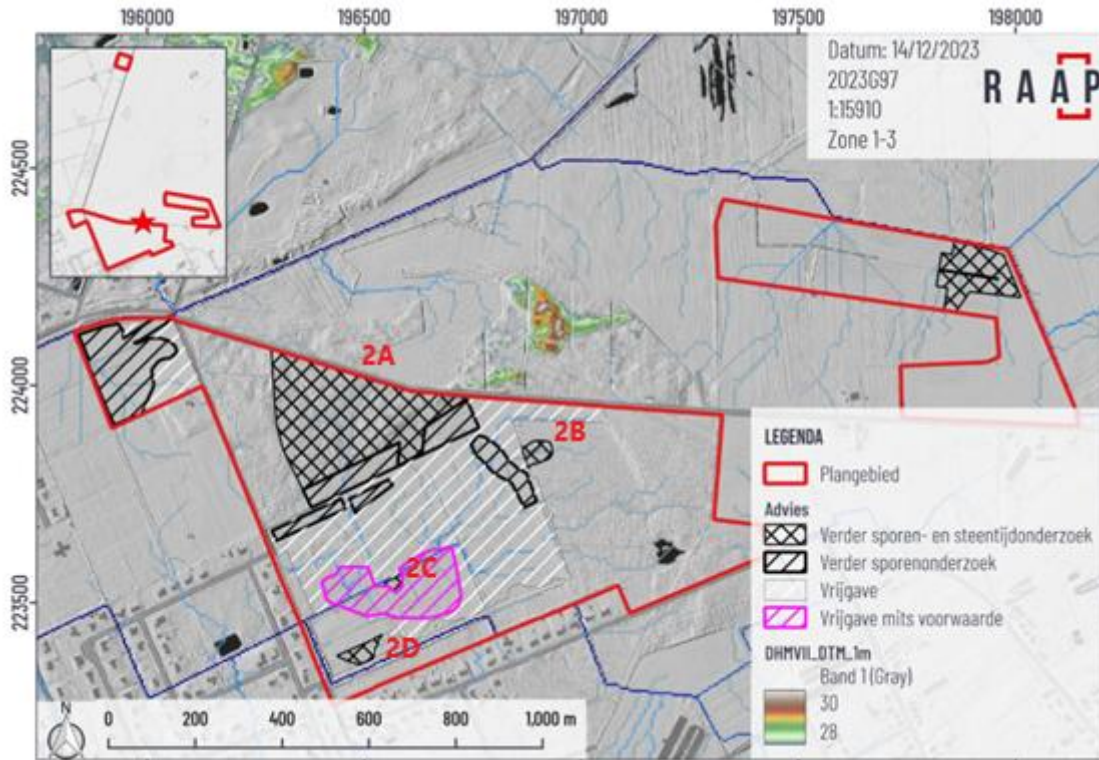 196000 196500 197000 197500 198000
Datum: 14/12/2023
2023G97
1:15910
Zone 1-3
RAAP
224500
224000
223500
2A
2B
2C
2D
LEGENDA
Plangebied
Advies
Verder sporen- en steentijdonderzoek
Verder sporenonderzoek
Vrijgave
Vrijgave mits voorwaarde
DHMVII_DTM_1m
Band 1 (Gray)
30
28
N
0 200 400 600 800 1,000 m